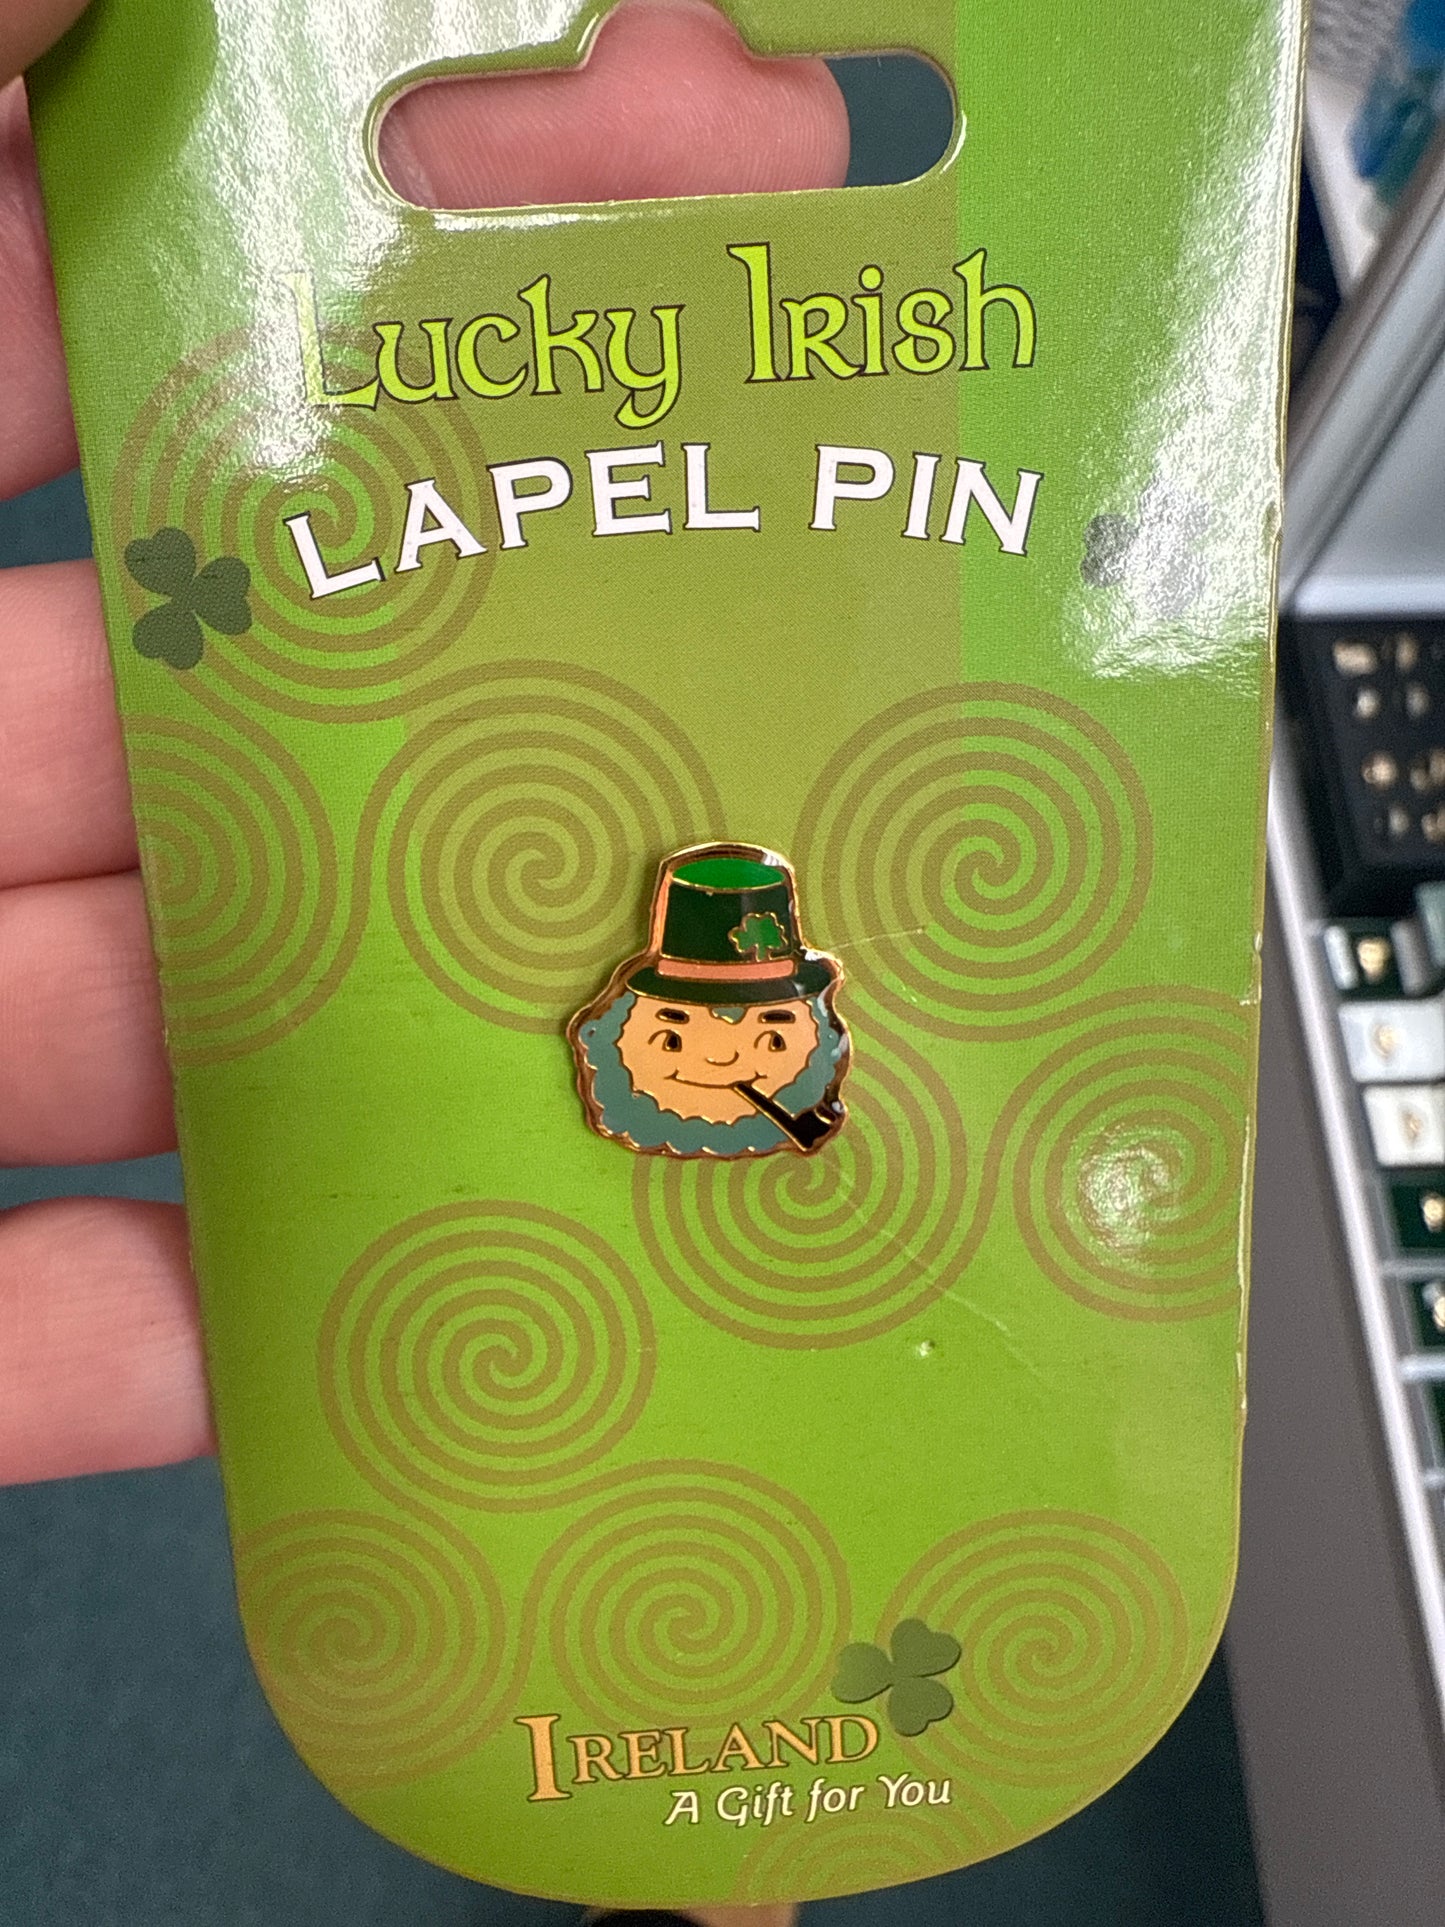 Lucky Irish
LAPEL PIN
IRELAND
A Gift for You